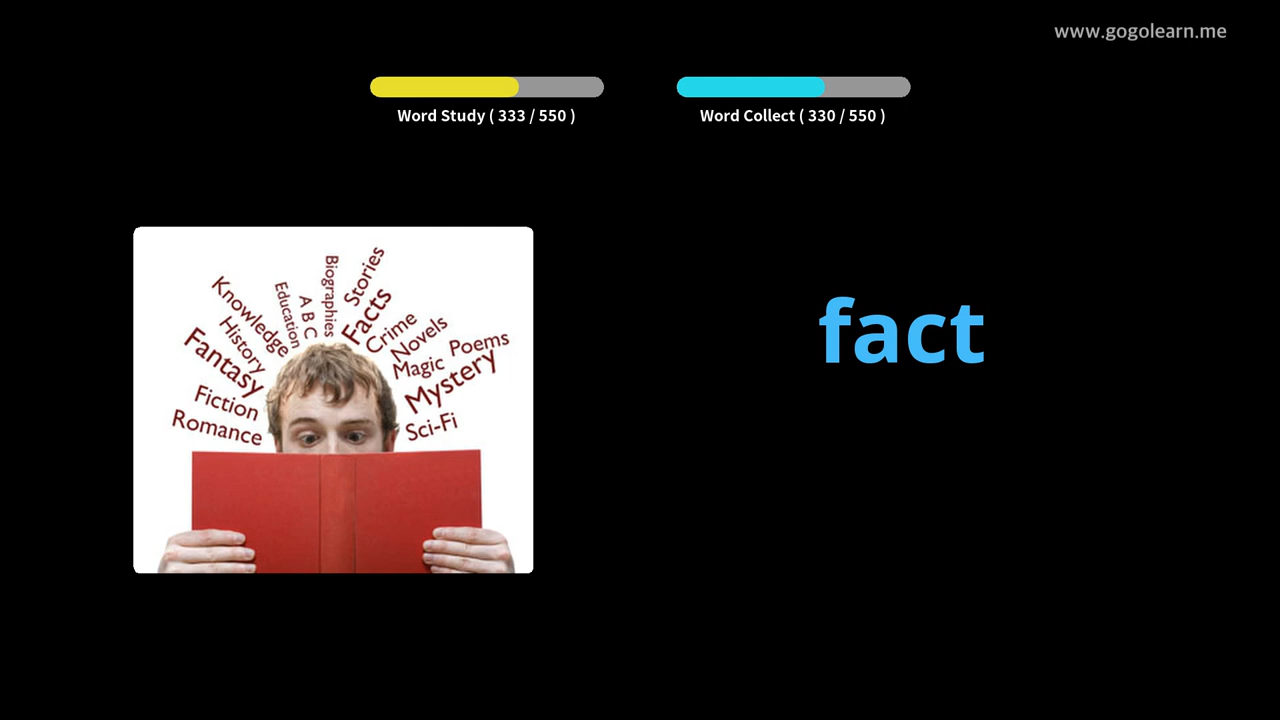 www.gogolearn.me
Word Study ( 333 / 550 )
Word Collect ( 330 / 550 )
Biographies
Stories
Education
A B C
Facts
Knowledge
Crime
History
Novels
Poems
Fantasy
Magic
Mystery
Fiction
Romance
Sci-Fi
fact